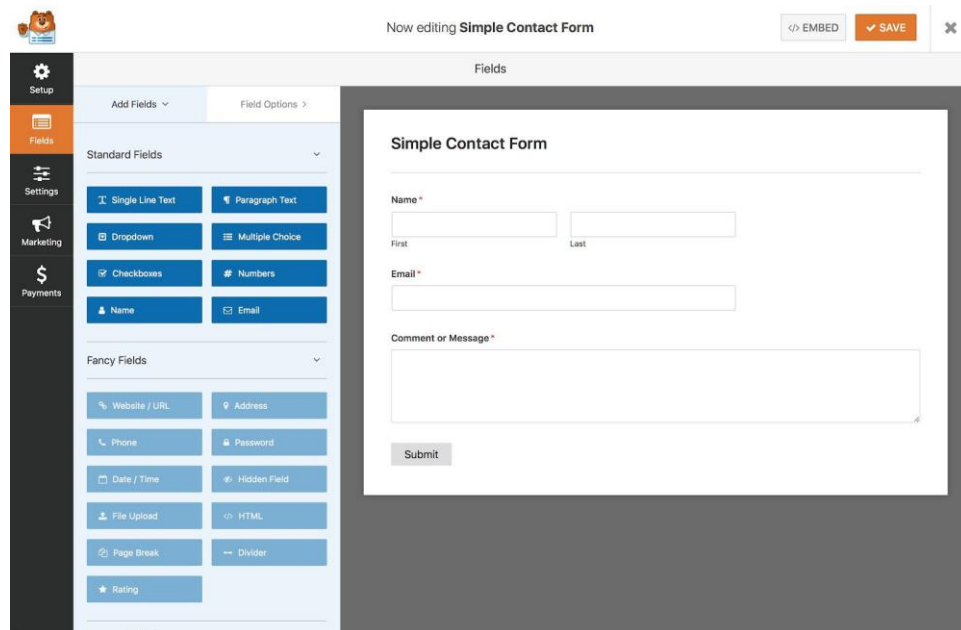 Now editing Simple Contact Form
</> EMBED
✔ SAVE
Setup
Fields
Settings
Marketing
Payments
Fields
Add Fields
Field Options
Standard Fields
Single Line Text
Paragraph Text
Dropdown
Multiple Choice
Checkboxes
# Numbers
Name
Email
Fancy Fields
Website / URL
Address
Phone
Password
Date / Time
Hidden Field
File Upload
</> HTML
Page Break
Divider
Rating
Simple Contact Form
Name *
First
Last
Email *
Comment or Message *
Submit